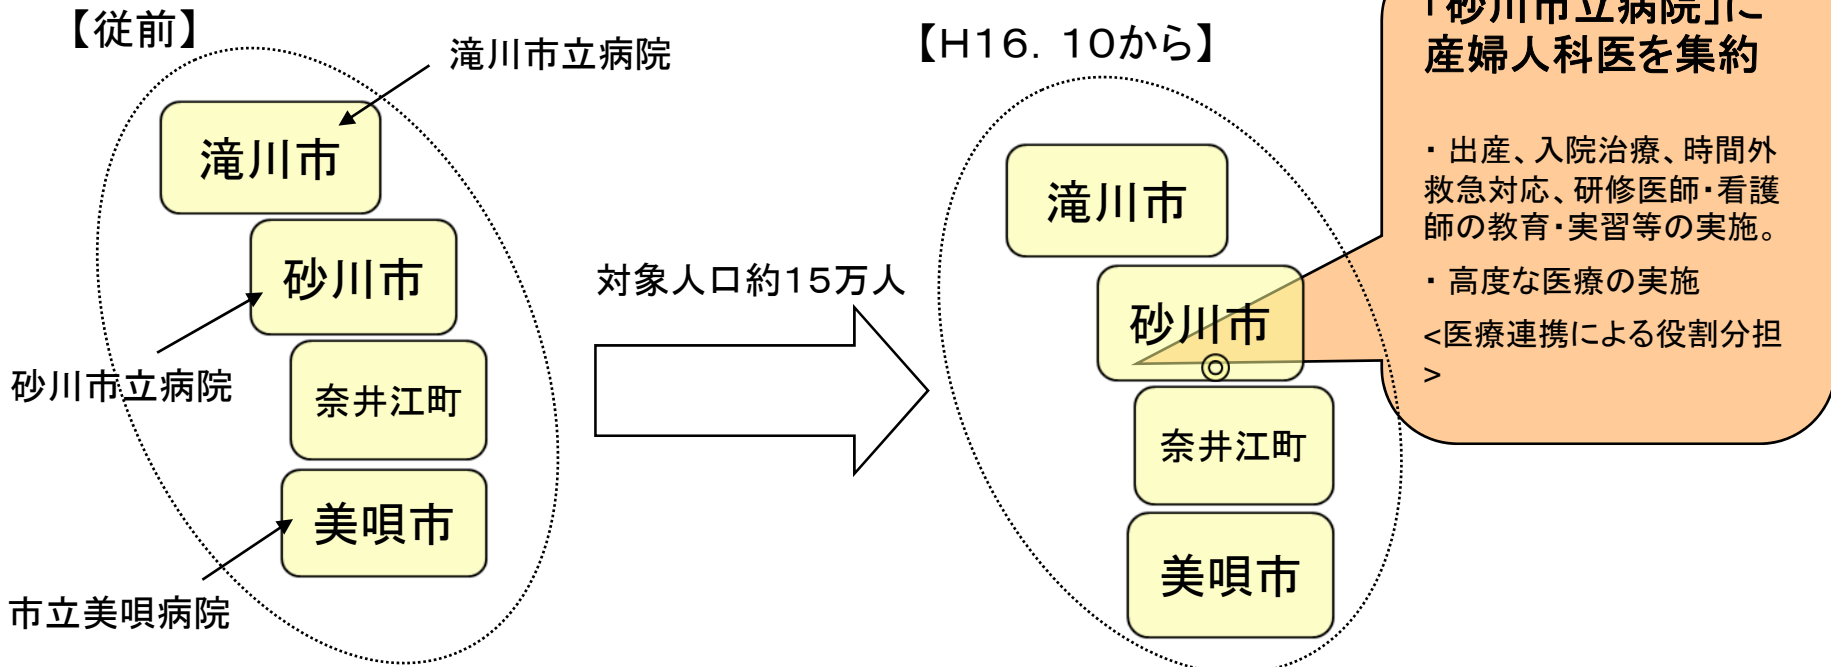 【従前】
滝川市立病院
滝川市
砂川市
砂川市立病院
奈井江町
美唄市
市立美唄病院
対象人口約15万人
【H16.10から】
滝川市
砂川市
奈井江町
美唄市
「砂川市立病院」に
産婦人科医を集約
・出産、入院治療、時間外
救急対応、研修医師・看護
師の教育・実習等の実施。
・高度な医療の実施
<医療連携による役割分担
>